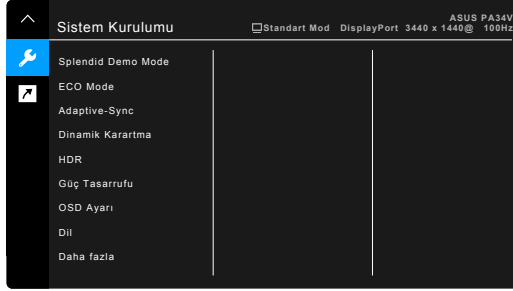 ASUS PA34V
Sistem Kurulumu
Standart Mod DisplayPort 3440 x 1440@ 100Hz
Splendid Demo Mode
ECO Mode
Adaptive-Sync
Dinamik Karartma
HDR
Güç Tasarrufu
OSD Ayarı
Dil
Daha fazla